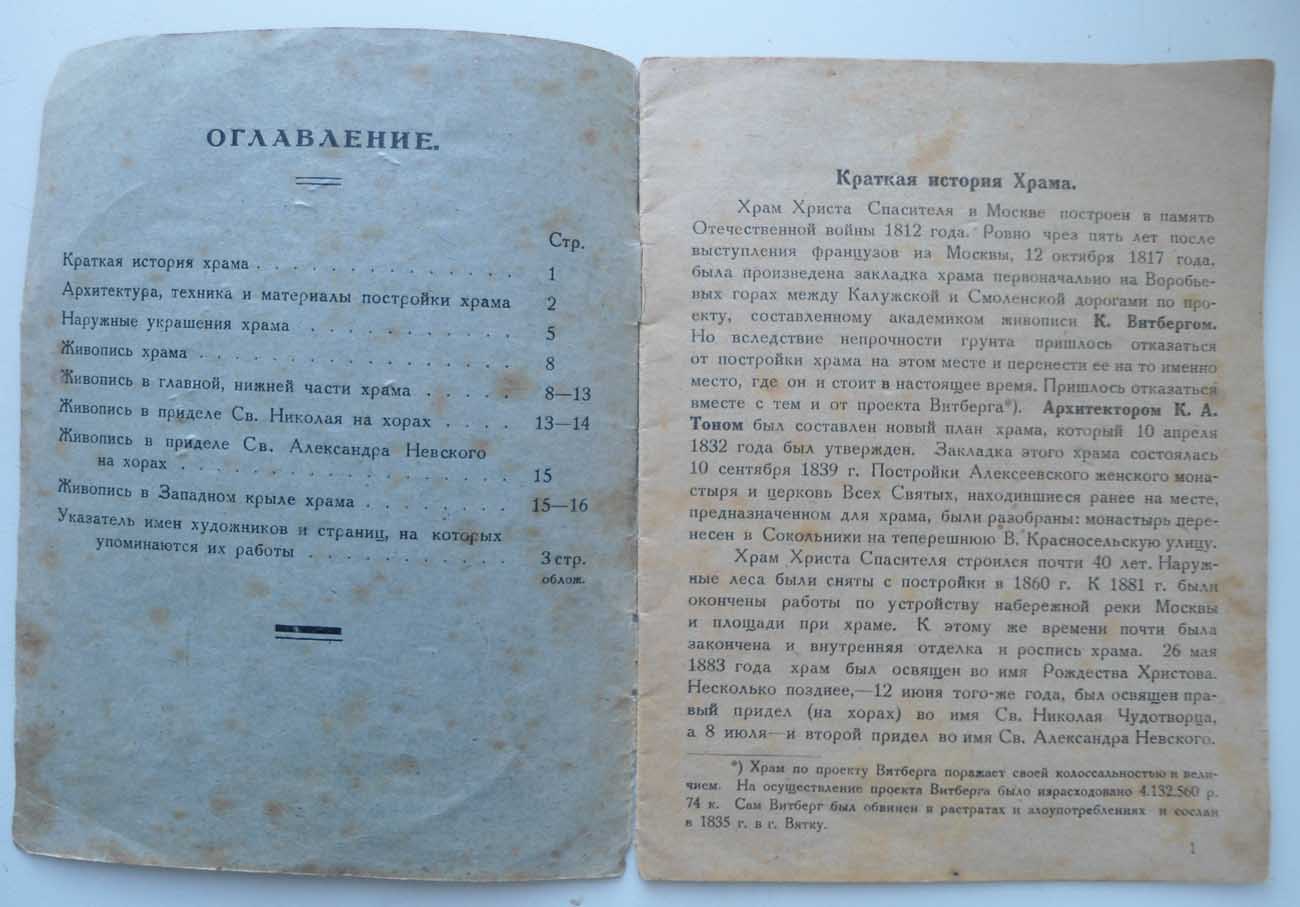 ОГЛАВЛЕНИЕ.
Стр.
Краткая история храма . . . . . . . . . . . . . . 1
Архитектура, техника и материалы постройки храма 2
Наружные украшения храма . . . . . . . . . . . 5
Живопись храма . . . . . . . . . . . . . . . . . 8
Живопись в главной, нижней части храма . . . . . 8—13
Живопись в приделе Св. Николая на хорах . . . . 13—14
Живопись в приделе Св. Александра Невского
на хорах . . . . . . . . . . . . . . . . . 15
Живопись в Западном крыле храма . . . . . . . . 15—16
Указатель имен художников и страниц, на которых
упоминаются их работы . . . . . . . . . . 3 стр.
облож.
Краткая история Храма.
Храм Христа Спасителя в Москве построен в память
Отечественной войны 1812 года. Ровно чрез пять лет после
выступления французов из Москвы, 12 октября 1817 года,
была произведена закладка храма первоначально на Воробье-
вых горах между Калужской и Смоленской дорогами по про-
екту, составленному академиком живописи К. Витбергом.
Но вследствие непрочности грунта пришлось отказаться
от постройки храма на этом месте и перенести ее на то именно
место, где он и стоит в настоящее время. Пришлось отказаться
вместе с тем и от проекта Витберга*). Архитектором К. А.
Тоном был составлен новый план храма, который 10 апреля
1832 года был утвержден. Закладка этого храма состоялась
10 сентября 1839 г. Постройки Алексеевского женского мона-
стыря и церковь Всех Святых, находившиеся ранее на месте,
предназначенном для храма, были разобраны: монастырь пере-
несен в Сокольники на теперешнюю В. Красносельскую улицу.
Храм Христа Спасителя строился почти 40 лет. Наруж-
ные леса были сняты с постройки в 1860 г. К 1881 г. были
окончены работы по устройству набережной реки Москвы
и площади при храме. К этому же времени почти была
закончена и внутренняя отделка и роспись храма. 26 мая
1883 года храм был освящен во имя Рождества Христова.
Несколько позднее,—12 июня того-же года, был освящен пра-
вый придел (на хорах) во имя Св. Николая Чудотворца,
а 8 июля—и второй придел во имя Св. Александра Невского.
*) Храм по проекту Витберга поражает своей колоссальностью и вели-
чием. На осуществление проекта Витберга было израсходовано 4.132.560 р.
74 к. Сам Витберг был обвинен в растратах и злоупотреблениях и сослан
в 1835 г. в г. Вятку.
1